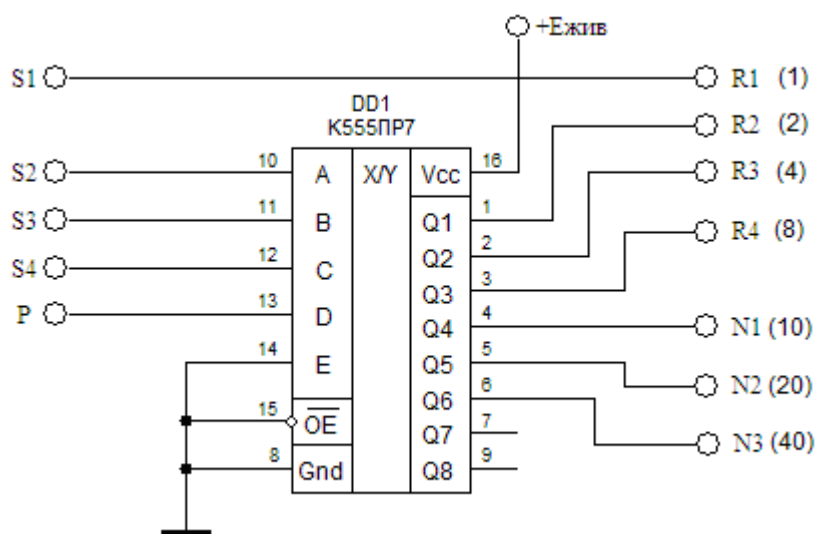 +Eжив
S1
R1 (1)
DD1
К555ПР7
R2 (2)
S2
10
A
X/Y
Vcc
16
R3 (4)
S3
11
B
Q1
1
R4 (8)
S4
12
C
Q2
2
P
13
D
Q3
3
Q4
4
N1 (10)
14
E
Q5
5
N2 (20)
15
OE
Q6
6
Q7
7
N3 (40)
8
Gnd
Q8
9